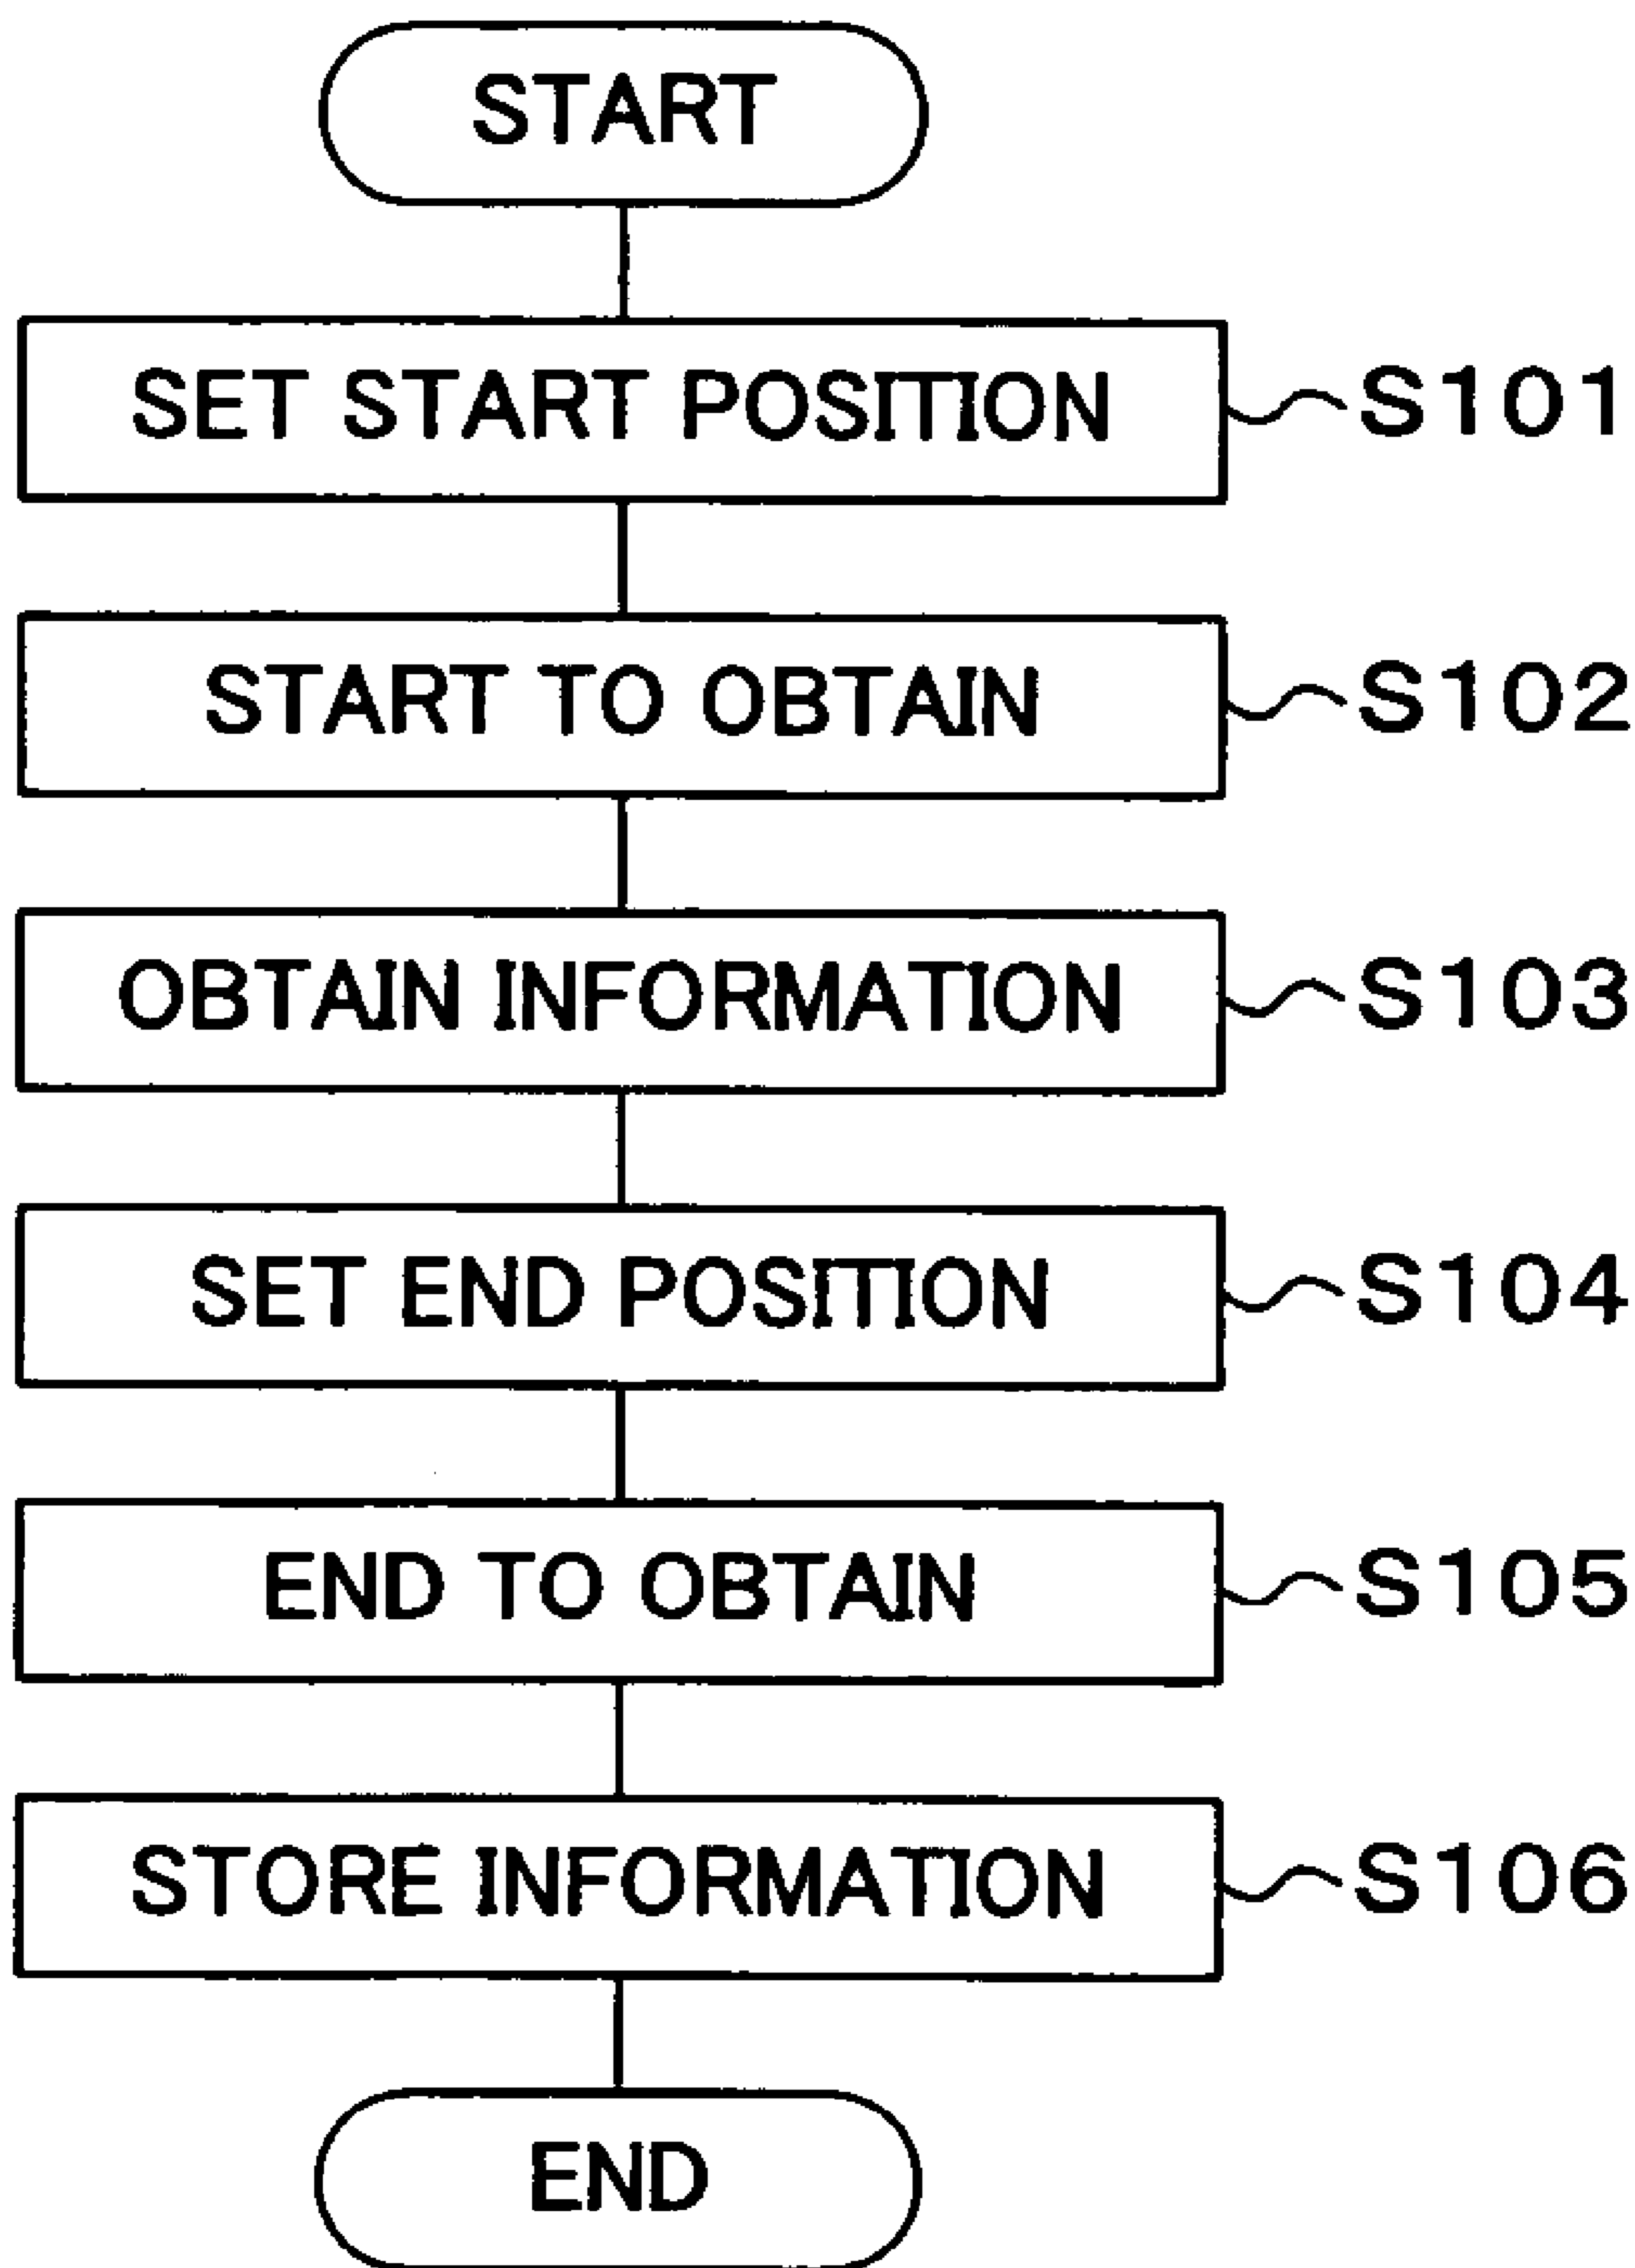 START
SET START POSITION S101
START TO OBTAIN S102
OBTAIN INFORMATION S103
SET END POSITION S104
END TO OBTAIN S105
STORE INFORMATION S106
END